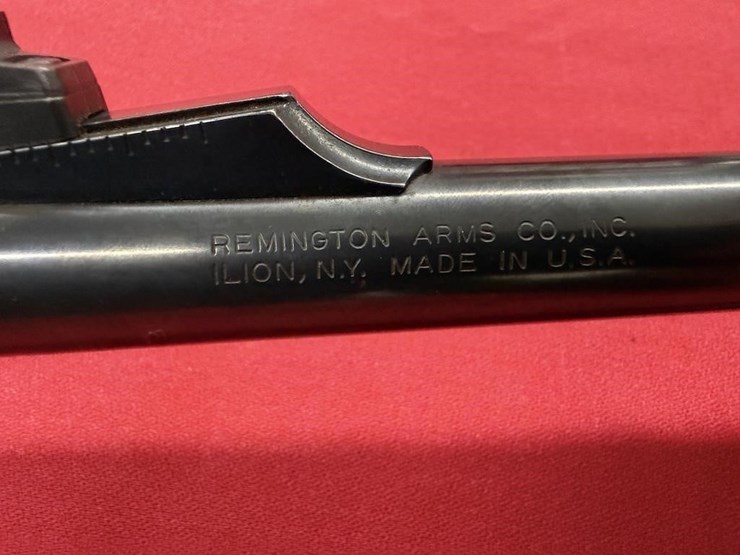 REMINGTON ARMS CO., INC.
ILION, N.Y. MADE IN U.S.A.